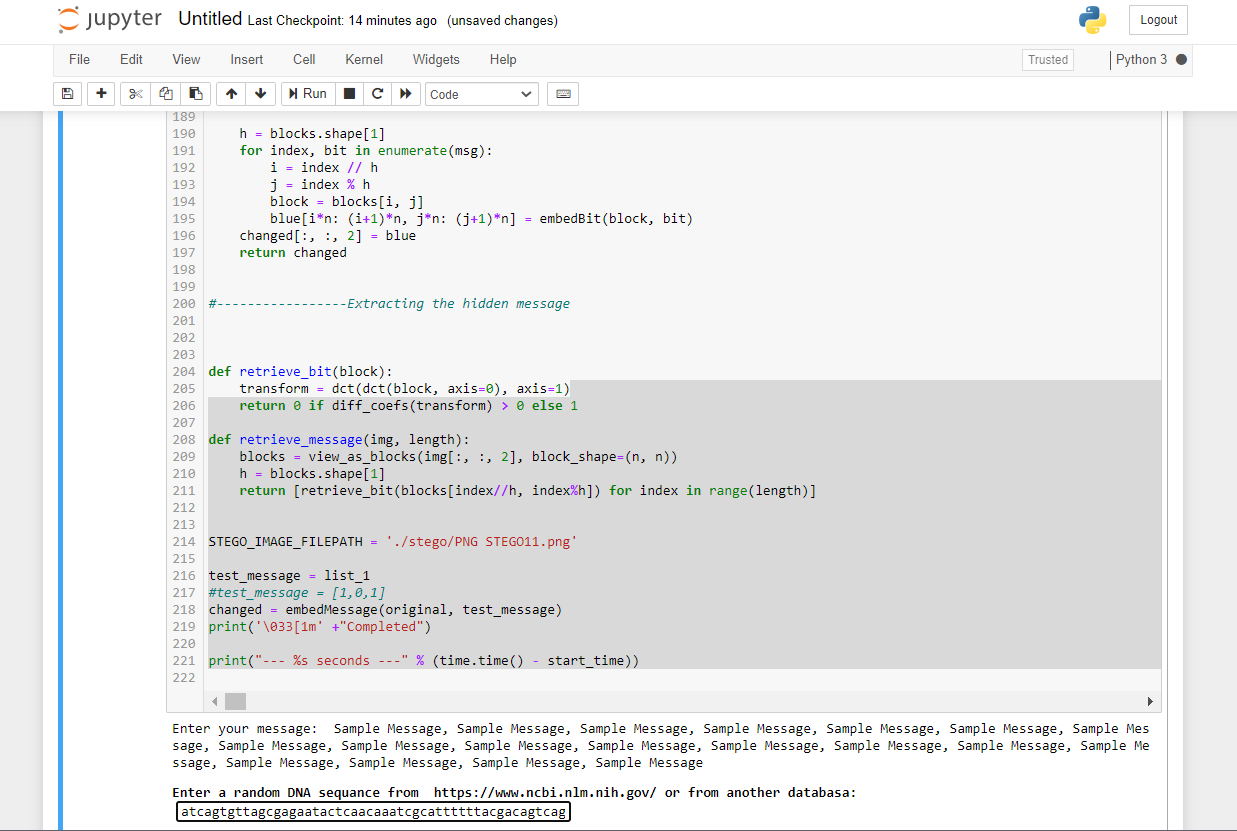 jupyter Untitled Last Checkpoint: 14 minutes ago (unsaved changes) Logout
File Edit View Insert Cell Kernel Widgets Help Trusted Python 3
Run Code
189
190     h = blocks.shape[1]
191     for index, bit in enumerate(msg):
192         i = index // h
193         j = index % h
194         block = blocks[i, j]
195         blue[i*n: (i+1)*n, j*n: (j+1)*n] = embedBit(block, bit)
196     changed[:, :, 2] = blue
197     return changed
198
199
200 #-----------------Extracting the hidden message
201
202
203
204 def retrieve_bit(block):
205     transform = dct(dct(block, axis=0), axis=1)
206     return 0 if diff_coefs(transform) > 0 else 1
207
208 def retrieve_message(img, length):
209     blocks = view_as_blocks(img[:, :, 2], block_shape=(n, n))
210     h = blocks.shape[1]
211     return [retrieve_bit(blocks[index//h, index%h]) for index in range(length)]
212
213
214 STEGO_IMAGE_FILEPATH = './stego/PNG STEGO11.png'
215
216 test_message = list_1
217 #test_message = [1,0,1]
218 changed = embedMessage(original, test_message)
219 print('\033[1m' +"Completed")
220
221 print("--- %s seconds ---" % (time.time() - start_time))
222
Enter your message:  Sample Message, Sample Message, Sample Message, Sample Message, Sample Message, Sample Message, Sample Mes
sage, Sample Message, Sample Message, Sample Message, Sample Message, Sample Message, Sample Message, Sample Message, Sample Me
ssage, Sample Message, Sample Message, Sample Message, Sample Message
Enter a random DNA sequance from  https://www.ncbi.nlm.nih.gov/ or from another databasa:
atcagtgttagcgagaatactcaacaaatcgcattttttacgacagtcag